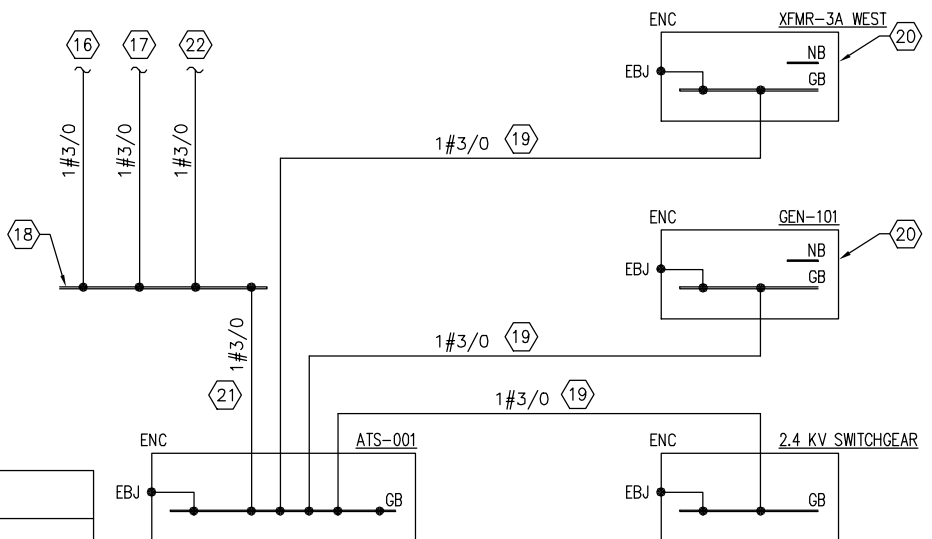 ENC
XFMR-3A WEST
20
NB
GB
EBJ
16
17
22
1#3/0
1#3/0
1#3/0
1#3/0 19
18
ENC
GEN-101
20
NB
GB
EBJ
1#3/0
1#3/0 19
21
1#3/0 19
ENC
ATS-001
EBJ
GB
ENC
2.4 KV SWITCHGEAR
EBJ
GB